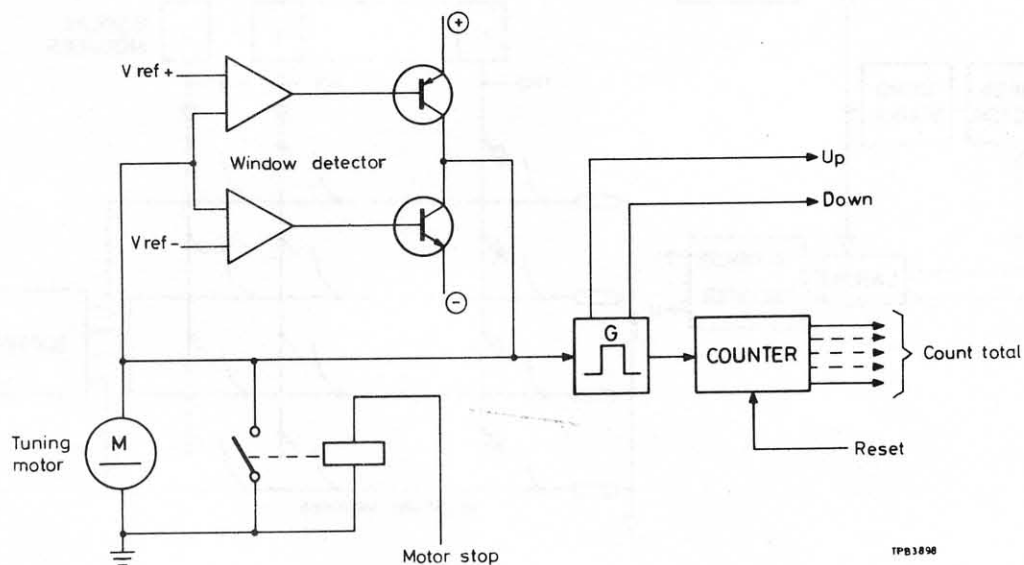 V ref +
Window detector
V ref -
+
-
Up
Down
G
COUNTER
Count total
Reset
Tuning motor
M
Motor stop
TPB3898